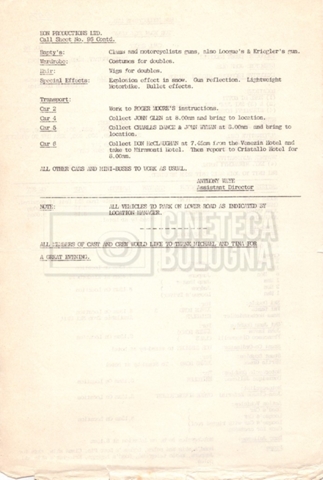 EON PRODUCTIONS LTD.
Call Sheet No. 98 Contd.
Prop's: Claus and motorcyclists guns. Also Locque's & Kriegler's gun.
Wardrobe: Costumes for doubles.
Hair: Wigs for doubles.
Special Effects: Explosion effect in snow. Gun reflection. Lightweight
Motorbike. Bullet effects.
Transport:
Car 2 Work to ROGER MOORE's instructions.
Car 4 Collect JOHN GLEN at 8.00am and bring to location.
Car 5 Collect CHARLES DANCE & JOHN WYMAN at 8.00am and bring to
location.
Car 8 Collect DON McLAUGHAN at 7.45am from the Venezia Hotel and
take to Miramonti hotel. Then report to Cristallo Hotel for
8.00am.
ALL OTHER CARS AND MINI-BUSES TO WORK AS USUAL.
ANTHONY WAYE
Assistant Director
NOTE: ALL VEHICLES TO PARK ON LOWER ROAD AS INDICATED BY
LOCATION MANAGER.
ALL MEMBERS OF CAST AND CREW WOULD LIKE TO THANK MICHAEL AND TINA FOR
A GREAT EVENING.
CINETECA
BOLOGNA